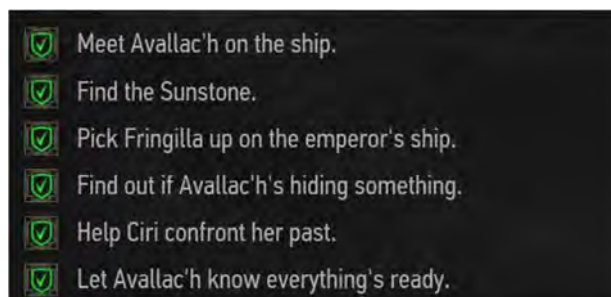 Meet Avallac'h on the ship.
Find the Sunstone.
Pick Fringilla up on the emperor's ship.
Find out if Avallac'h's hiding something.
Help Ciri confront her past.
Let Avallac'h know everything's ready.